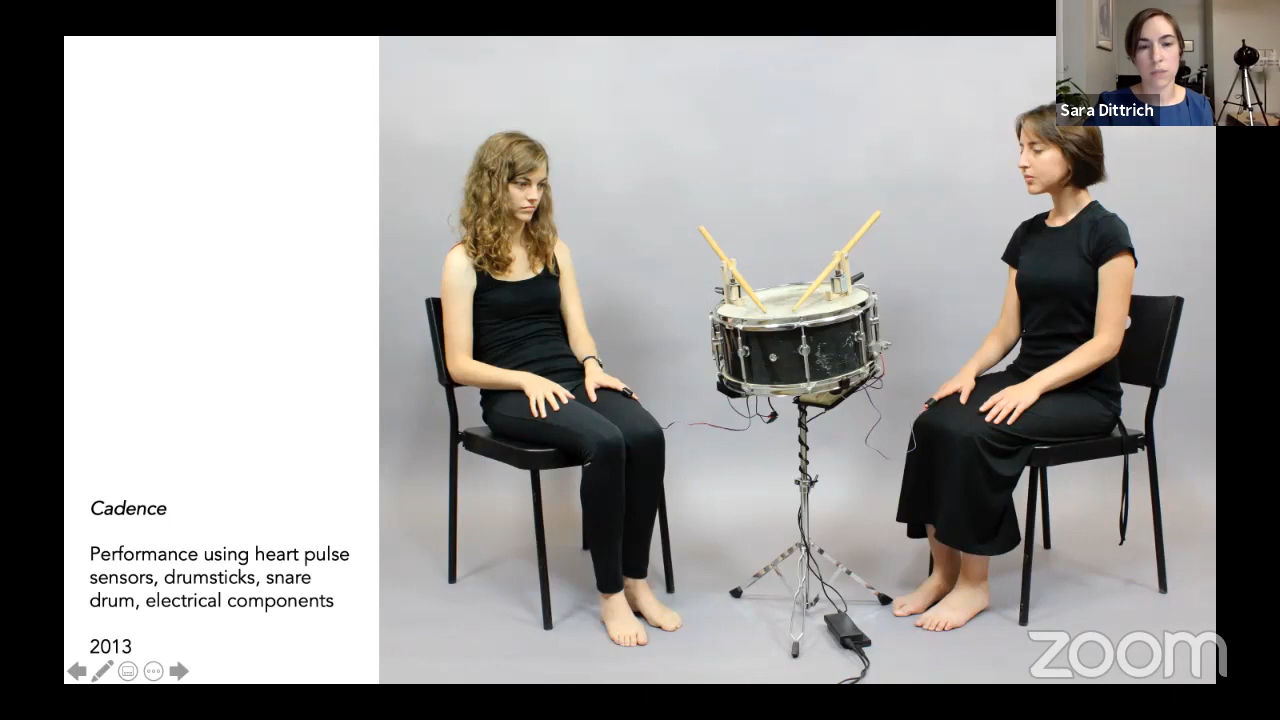 Sara Dittrich
Cadence
Performance using heart pulse
sensors, drumsticks, snare
drum, electrical components
2013
zoom